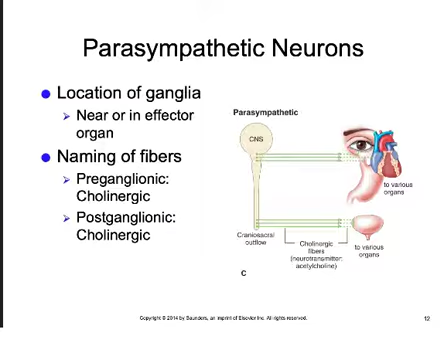 Parasympathetic Neurons
Location of ganglia
Near or in effector
organ
Naming of fibers
Preganglionic:
Cholinergic
Postganglionic:
Cholinergic
Parasympathetic
CNS
to various
organs
Craniosacral
outflow
Cholinergic
fibers
(neurotransmitter:
acetylcholine)
to various
organs
C
Copyright © 2014 by Saunders, an imprint of Elsevier Inc. All rights reserved.
12